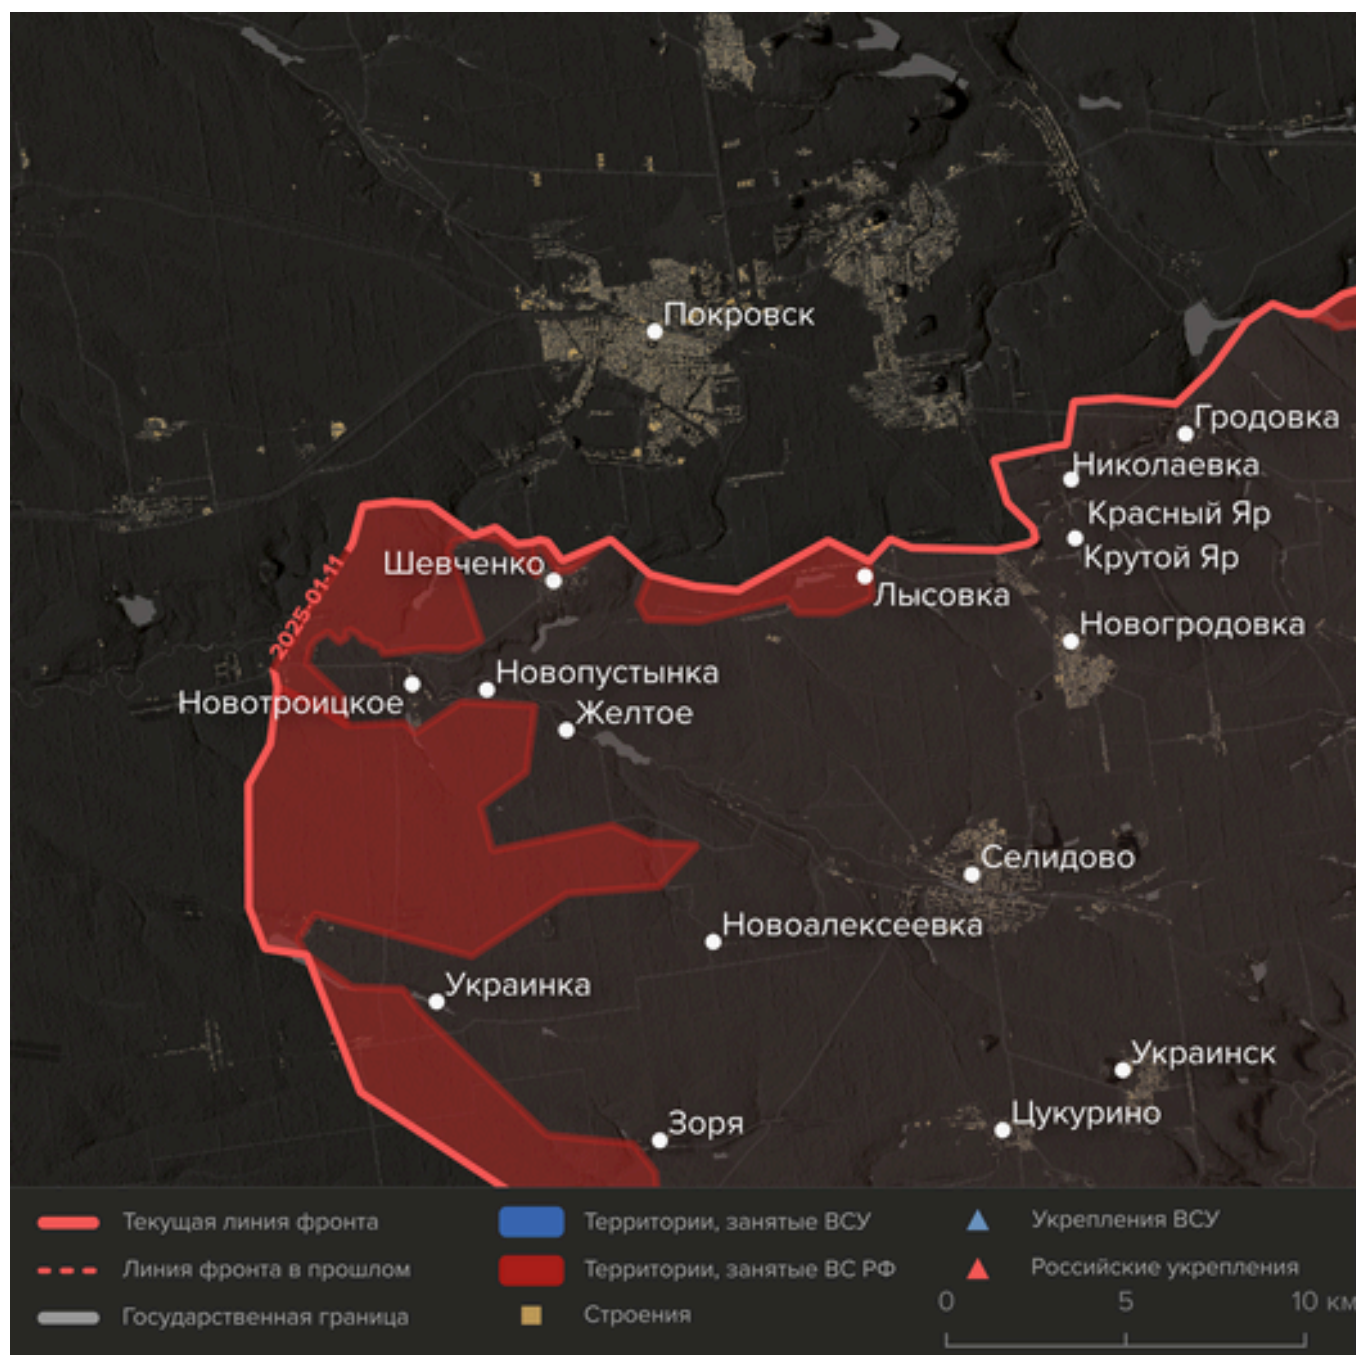 Покровск
Гродовка
Николаевка
Красный Яр
Шевченко
Крутой Яр
Лысовка
2025-01-11
Новогродовка
Новопустынка
Новотроицкое
Желтое
Селидово
Новоалексеевка
Украинка
Украинск
Цукурино
Зоря
Текущая линия фронта
Территории, занятые ВСУ
Укрепления ВСУ
Линия фронта в прошлом
Территории, занятые ВС РФ
Российские укрепления
Государственная граница
Строения
0 5 10 км